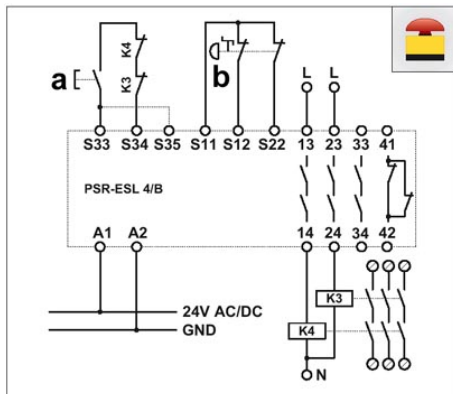 K4
K3
a
b
L L
S33 S34 S35 S11 S12 S22 13 23 33 41
PSR-ESL 4/B
A1 A2 14 24 34 42
K3
24V AC/DC
GND
K4
N